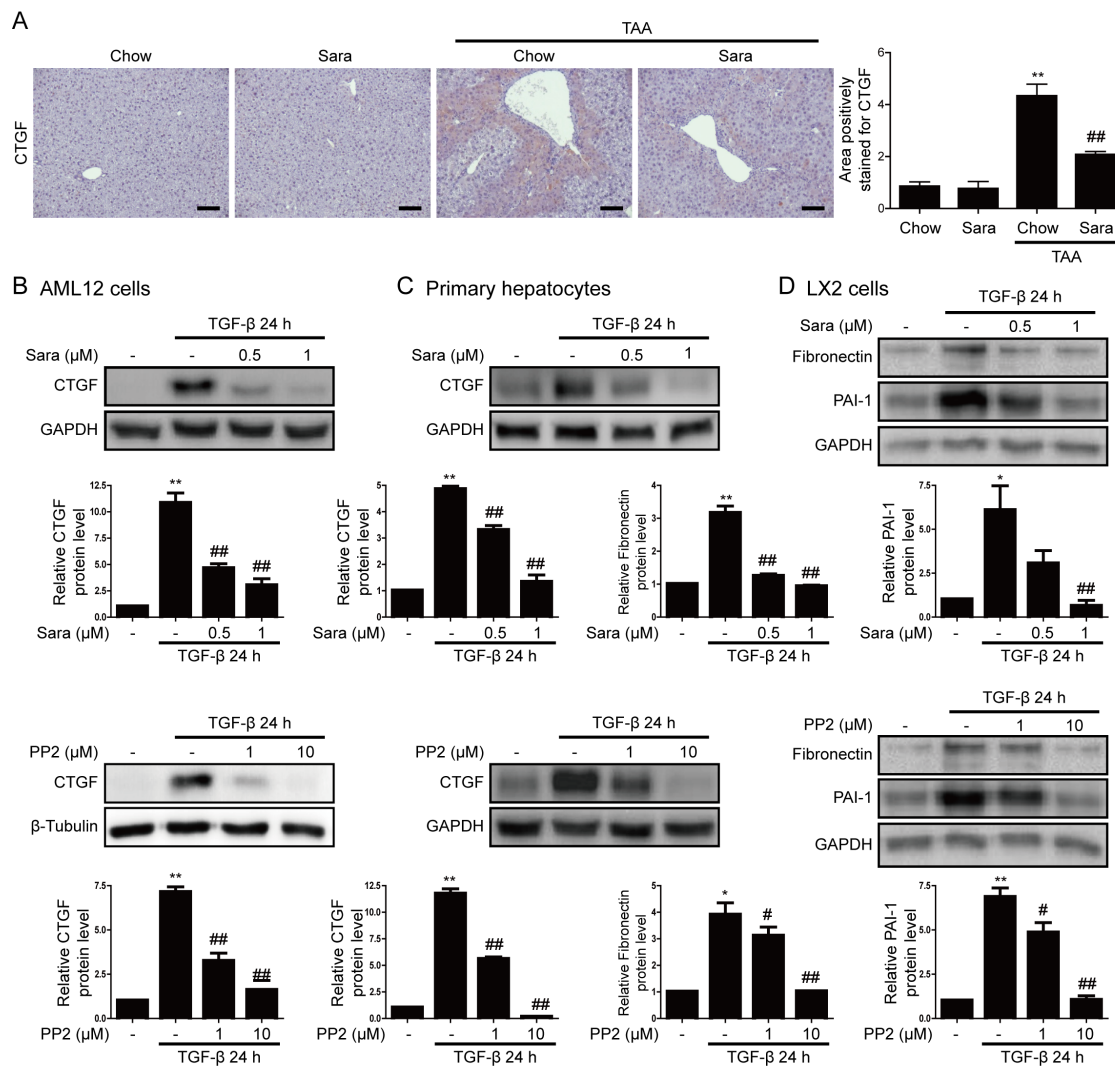 A
TAA
Chow Sara Chow Sara
CTGF
Area positively
stained for CTGF
6
4
2
0
**
##
Chow Sara Chow Sara
TAA
B AML12 cells
TGF-β 24 h
Sara (µM) - - 0.5 1
CTGF
GAPDH
Relative CTGF
protein level
12.5
10.0
7.5
5.0
2.5
0.0
**
##
##
- - 0.5 1
Sara (µM)
TGF-β 24 h
TGF-β 24 h
PP2 (µM) - - 1 10
CTGF
β-Tubulin
Relative CTGF
protein level
7.5
5.0
2.5
0.0
**
##
##
PP2 (µM) - - 1 10
TGF-β 24 h
C Primary hepatocytes
TGF-β 24 h
Sara (µM) - - 0.5 1
CTGF
GAPDH
Relative CTGF
protein level
5
4
3
2
1
0
**
##
##
- - 0.5 1
Sara (µM)
TGF-β 24 h
TGF-β 24 h
PP2 (µM) - - 1 10
CTGF
GAPDH
Relative CTGF
protein level
12.5
10.0
7.5
5.0
2.5
0.0
**
##
##
PP2 (µM) - - 1 10
TGF-β 24 h
D LX2 cells
TGF-β 24 h
Sara (µM) - - 0.5 1
Fibronectin
PAI-1
GAPDH
Relative Fibronectin
protein level
4
3
2
1
0
**
##
##
- - 0.5 1
Sara (µM)
TGF-β 24 h
Relative PAI-1
protein level
7.5
5.0
2.5
0.0
*
##
- - 0.5 1
Sara (µM)
TGF-β 24 h
TGF-β 24 h
PP2 (µM) - - 1 10
Fibronectin
PAI-1
GAPDH
Relative Fibronectin
protein level
5
4
3
2
1
0
*
#
##
PP2 (µM) - - 1 10
TGF-β 24 h
Relative PAI-1
protein level
7.5
5.0
2.5
0.0
**
#
##
PP2 (µM) - - 1 10
TGF-β 24 h